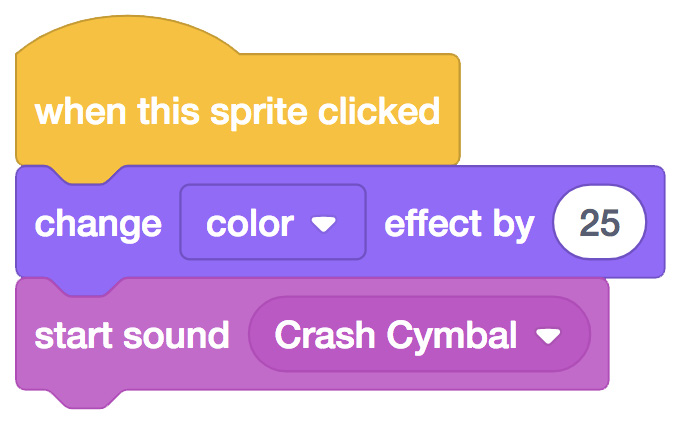 when this sprite clicked
change color effect by 25
start sound Crash Cymbal